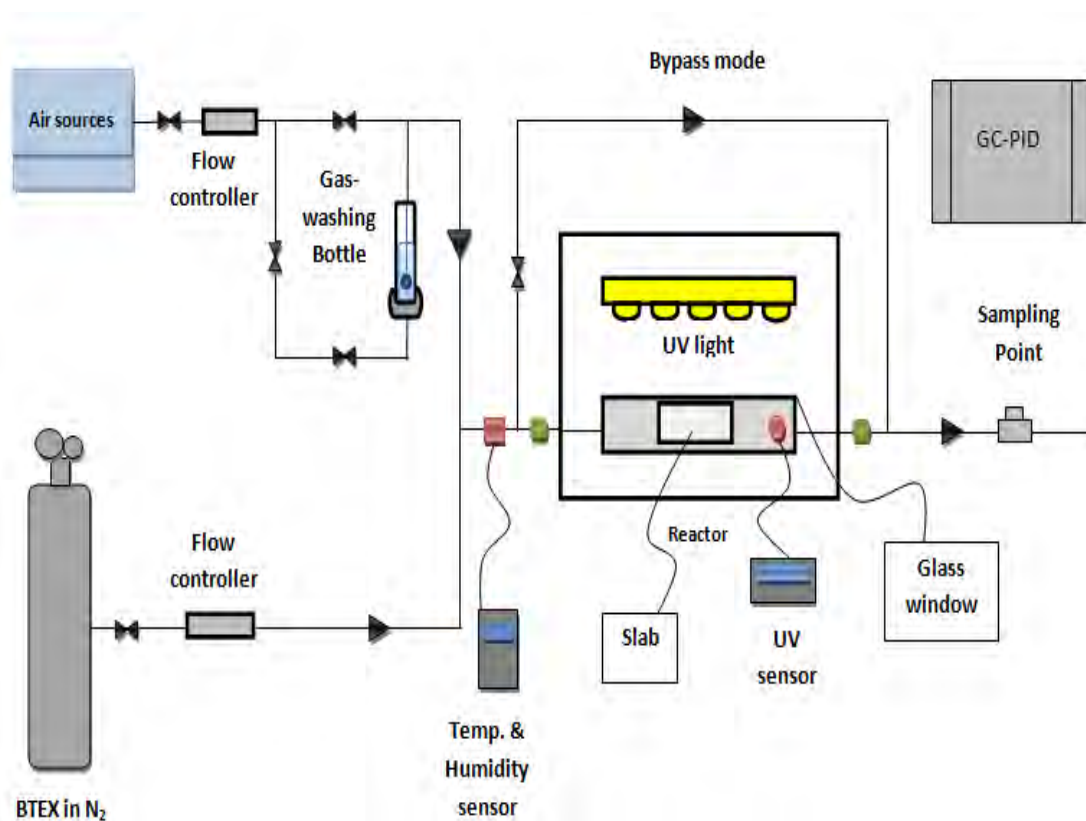 Bypass mode
Air sources
GC-PID
Flow
controller
Gas-
washing
Bottle
UV light
Sampling
Point
Reactor
Flow
controller
Glass
window
Slab
UV
sensor
Temp. &
Humidity
sensor
BTEX in N₂